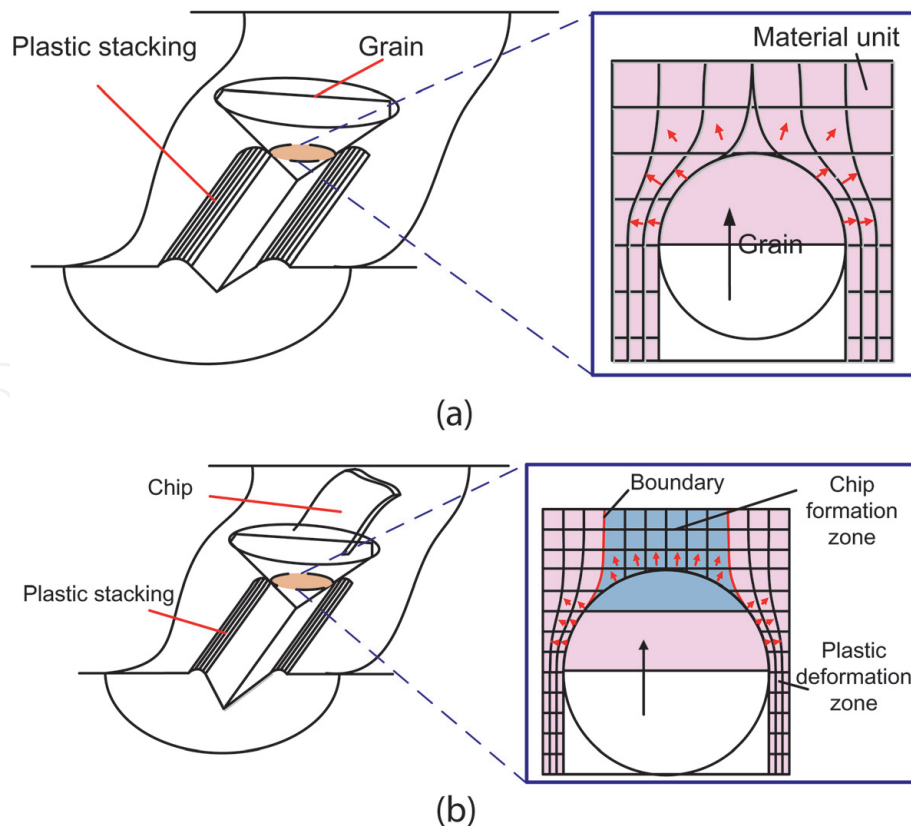 Plastic stacking
Grain
Material unit
Grain
(a)
Chip
Plastic stacking
Boundary
Chip
formation
zone
Plastic
deformation
zone
(b)